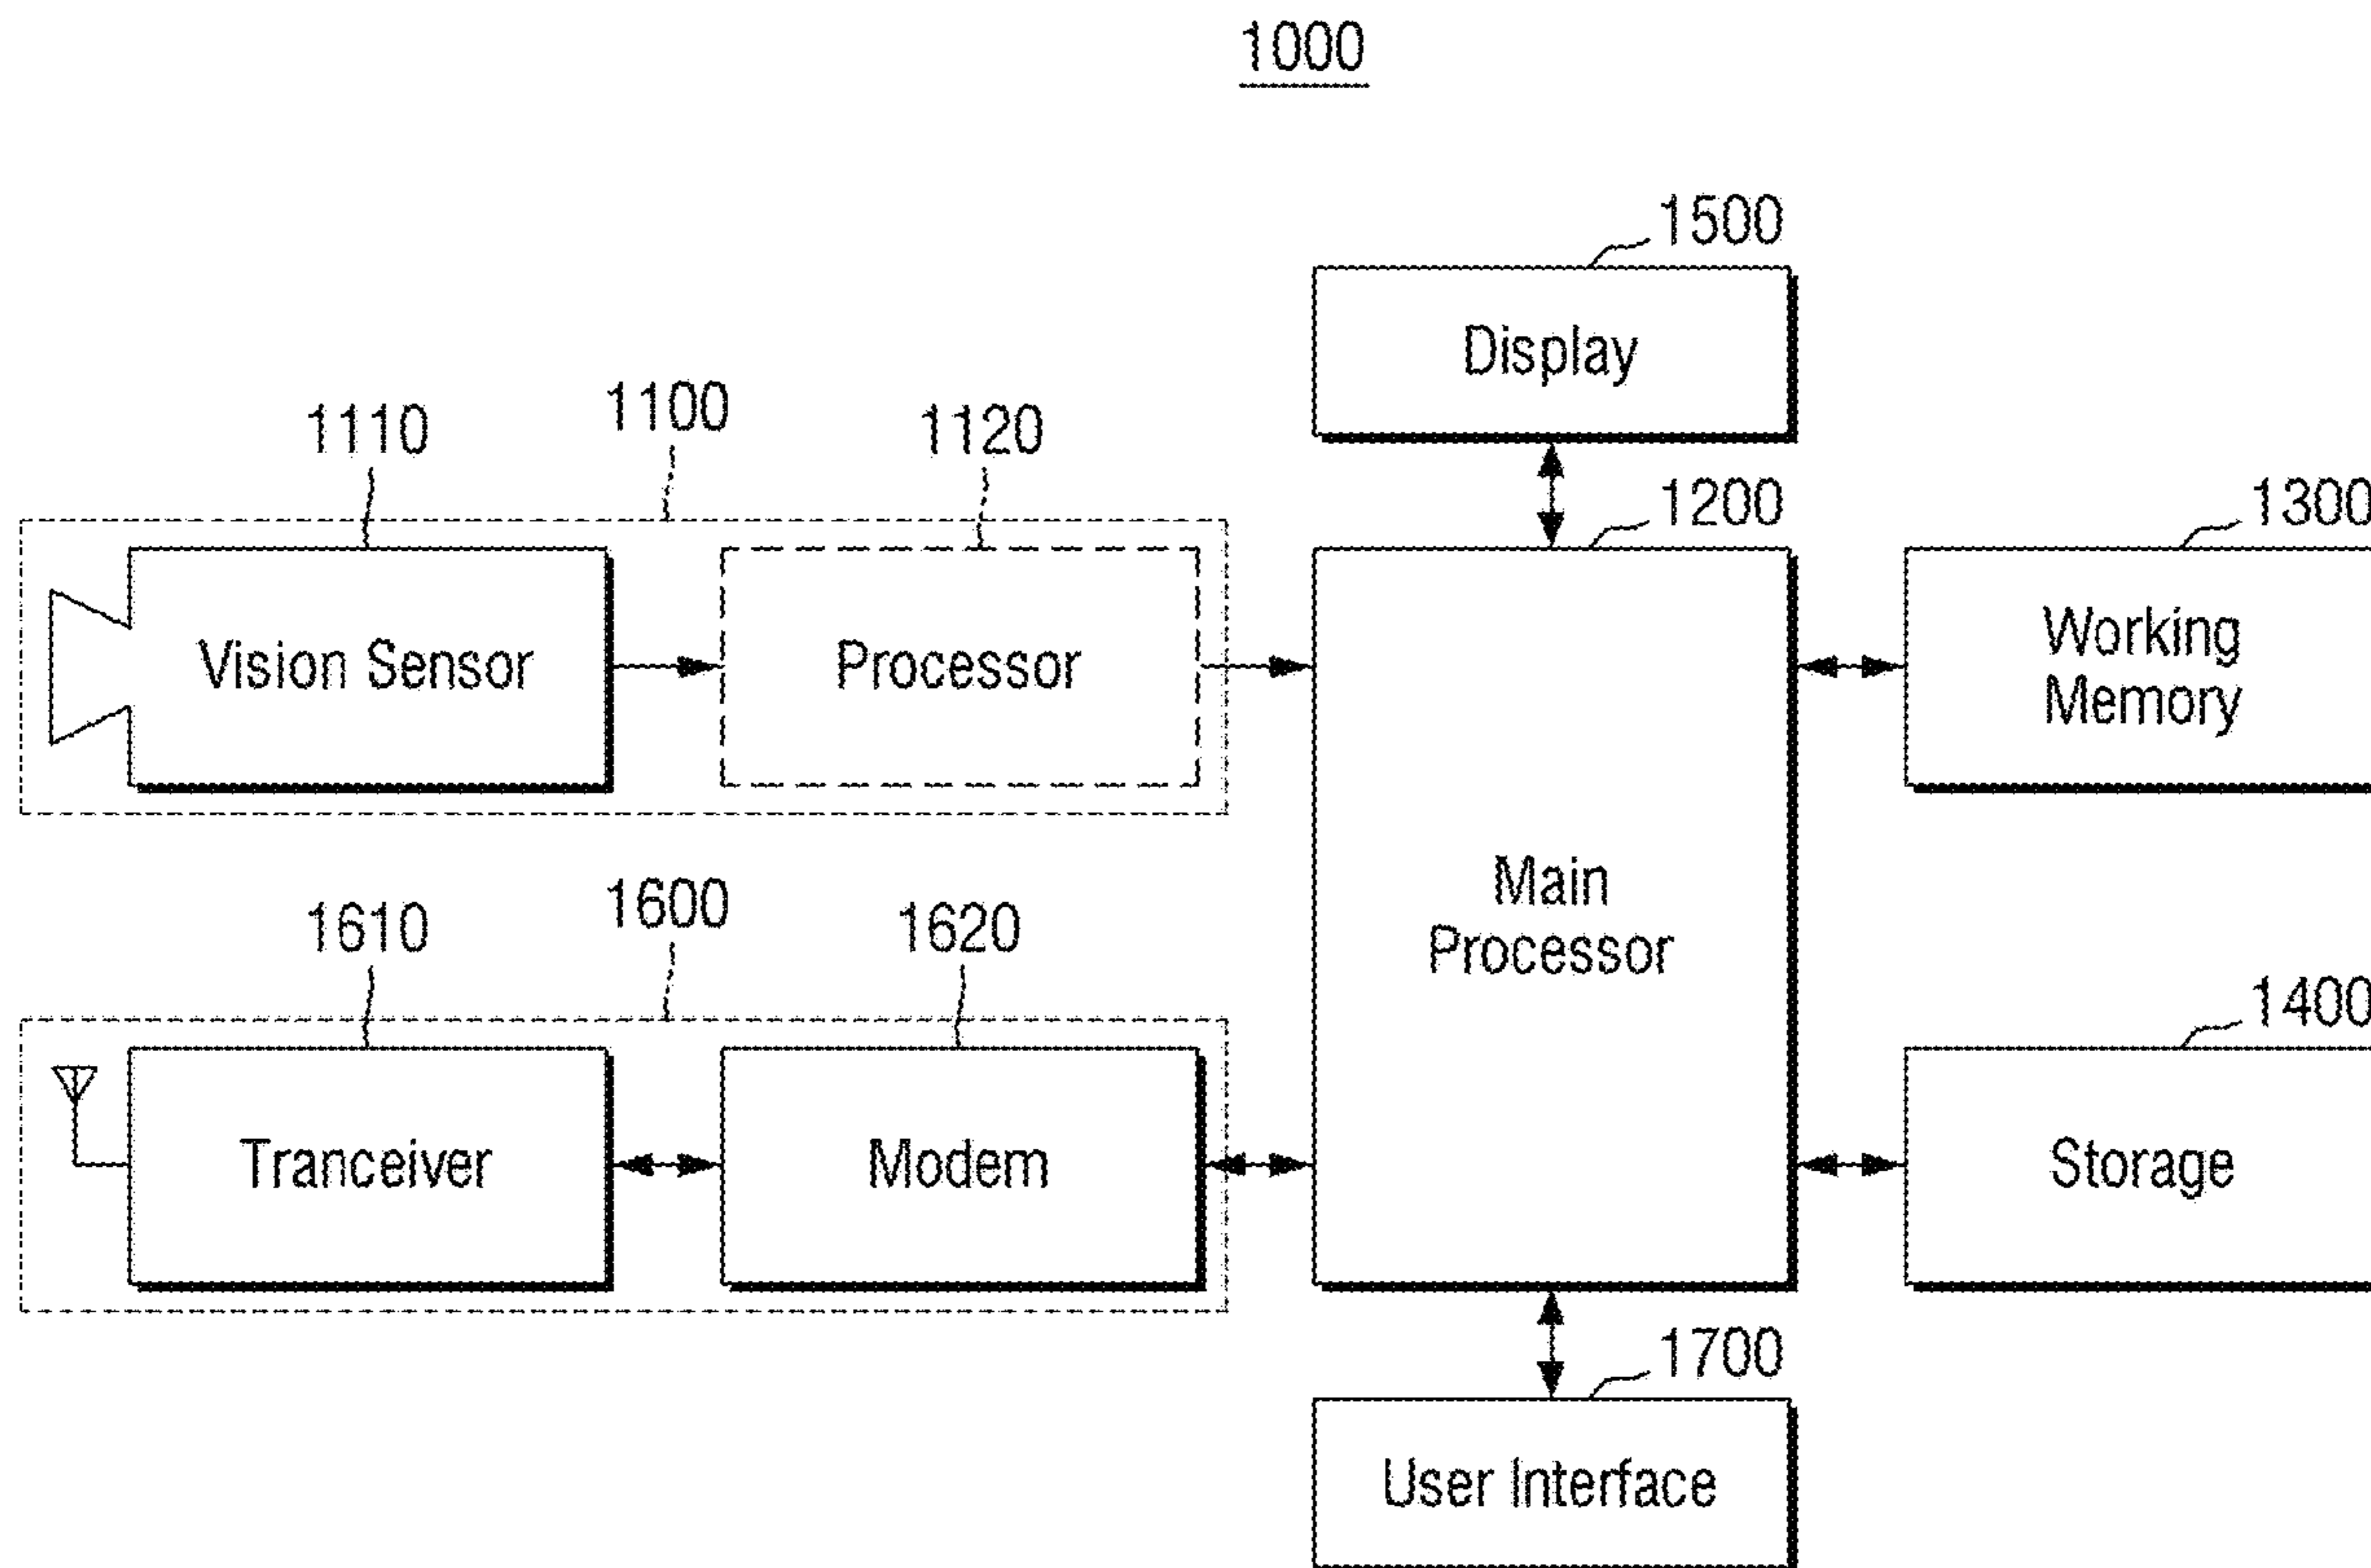 1000
1500
Display
1110
1100
1120
1200
1300
Vision Sensor
Processor
Working
Memory
Main
Processor
1610
1600
1620
1400
Tranceiver
Modem
Storage
1700
User Interface